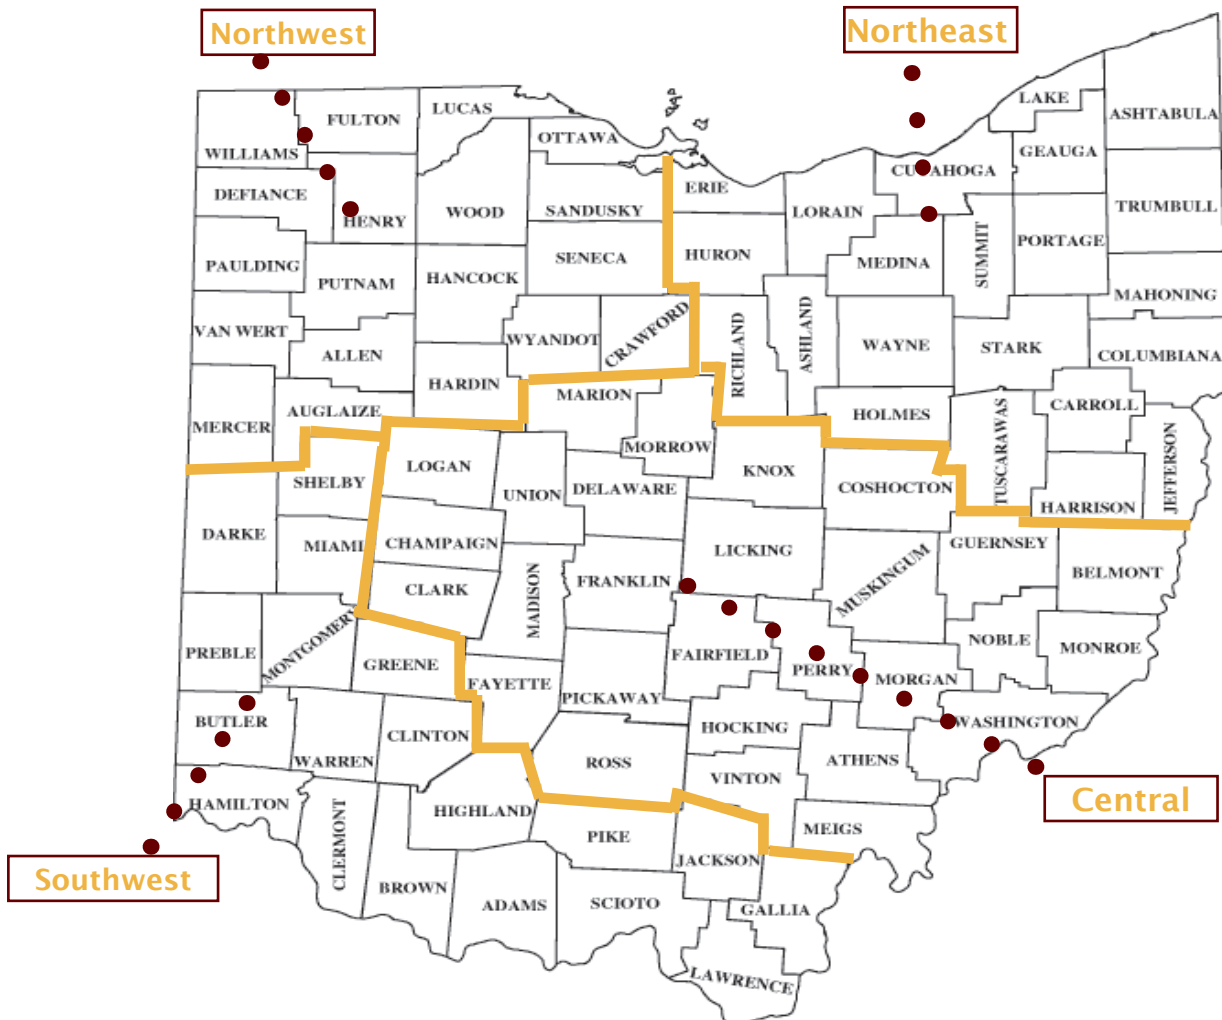 Northwest
Northeast
LAKE
LUCAS
ASHTABULA
FULTON
OTTAWA
GEAUGA
WILLIAMS
CUYAHOGA
DEFIANCE
ERIE
TRUMBULL
WOOD
SANDUSKY
LORAIN
HENRY
SUMMIT
PORTAGE
SENECA
HURON
MEDINA
PAULDING
HANCOCK
PUTNAM
MAHONING
VAN WERT
WYANDOT
CRAWFORD
RICHLAND
ASHLAND
WAYNE
STARK
ALLEN
COLUMBIANA
HARDIN
MARION
CARROLL
AUGLAIZE
HOLMES
TUSCARAWAS
MERCER
MORROW
JEFFERSON
LOGAN
KNOX
SHELBY
UNION
DELAWARE
COSHOCTON
HARRISON
DARKE
MIAMI
CHAMPAIGN
LICKING
GUERNSEY
MUSKINGUM
BELMONT
FRANKLIN
CLARK
MADISON
MONTGOMERY
NOBLE
MONROE
PREBLE
FAIRFIELD
GREENE
PERRY
FAYETTE
MORGAN
PICKAWAY
BUTLER
HOCKING
WASHINGTON
CLINTON
WARREN
ROSS
ATHENS
VINTON
HAMILTON
Central
HIGHLAND
MEIGS
PIKE
CLERMONT
JACKSON
Southwest
BROWN
SCIOTO
ADAMS
GALLIA
LAWRENCE